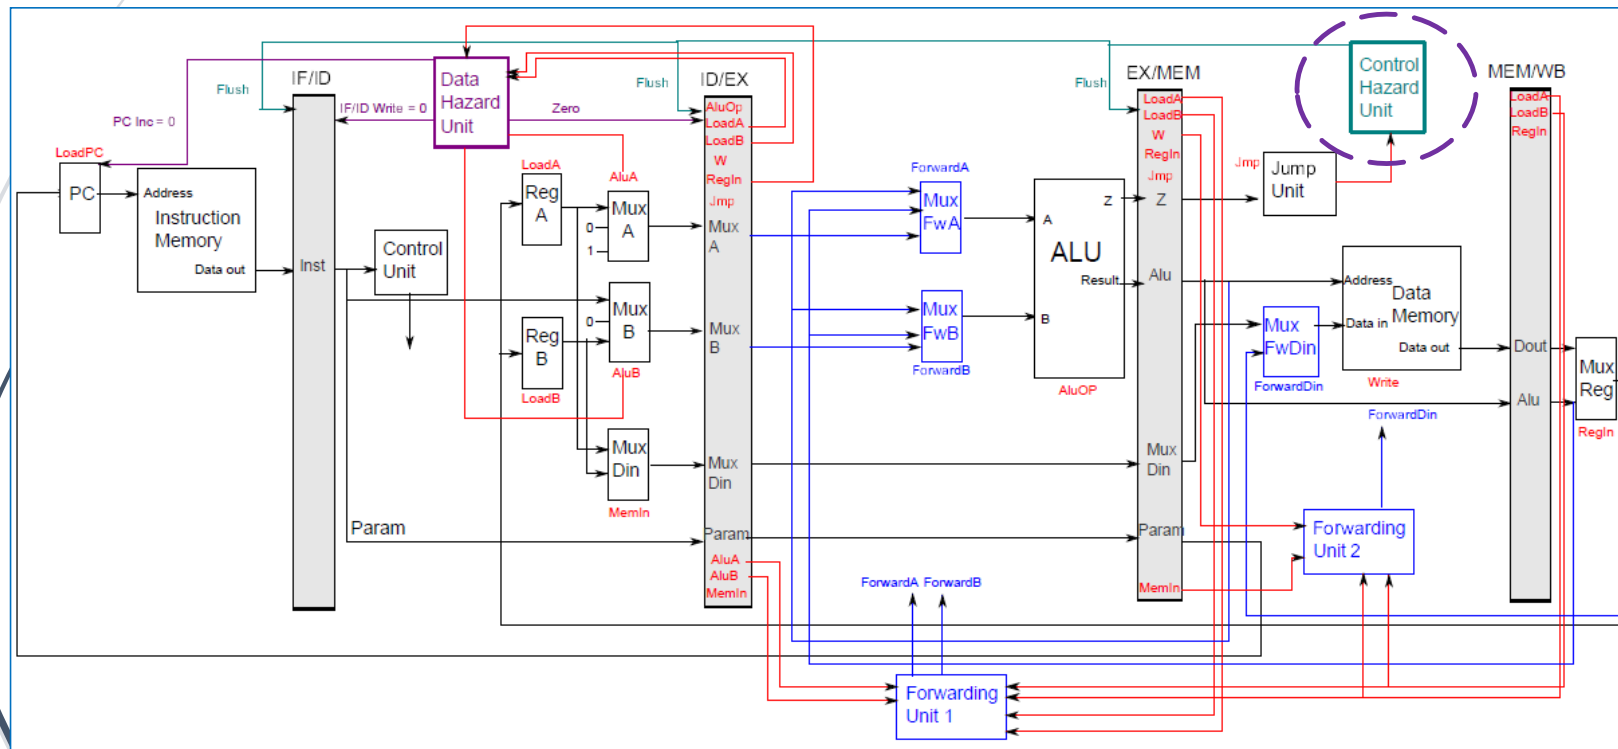 IF/ID
Flush
PC Inc = 0
LoadPC
PC
Address
Instruction
Memory
Data out
Inst
Control
Unit
IF/ID Write = 0
Data
Hazard
Unit
Zero
Param
LoadA
Reg
A
Reg
B
LoadB
AluA
Mux
A
0
1
Mux
B
0
AluB
Mux
Din
MemIn
Flush
ID/EX
AluOp
LoadA
LoadB
W
RegIn
Jmp
Mux
A
Mux
B
Mux
Din
Param
AluA
AluB
MemIn
ForwardA
Mux
FwA
Mux
FwB
ForwardB
A
Z
ALU
Result
B
AluOP
ForwardA ForwardB
Forwarding
Unit 1
Flush
EX/MEM
LoadA
LoadB
W
RegIn
Jmp
Z
Alu
Mux
Din
Param
MemIn
Control
Hazard
Unit
Jmp
Jump
Unit
Mux
FwDin
ForwardDin
Address
Data
Memory
Data in
Data out
Write
ForwardDin
Forwarding
Unit 2
MEM/WB
LoadA
LoadB
RegIn
Dout
Alu
Mux
Reg
RegIn